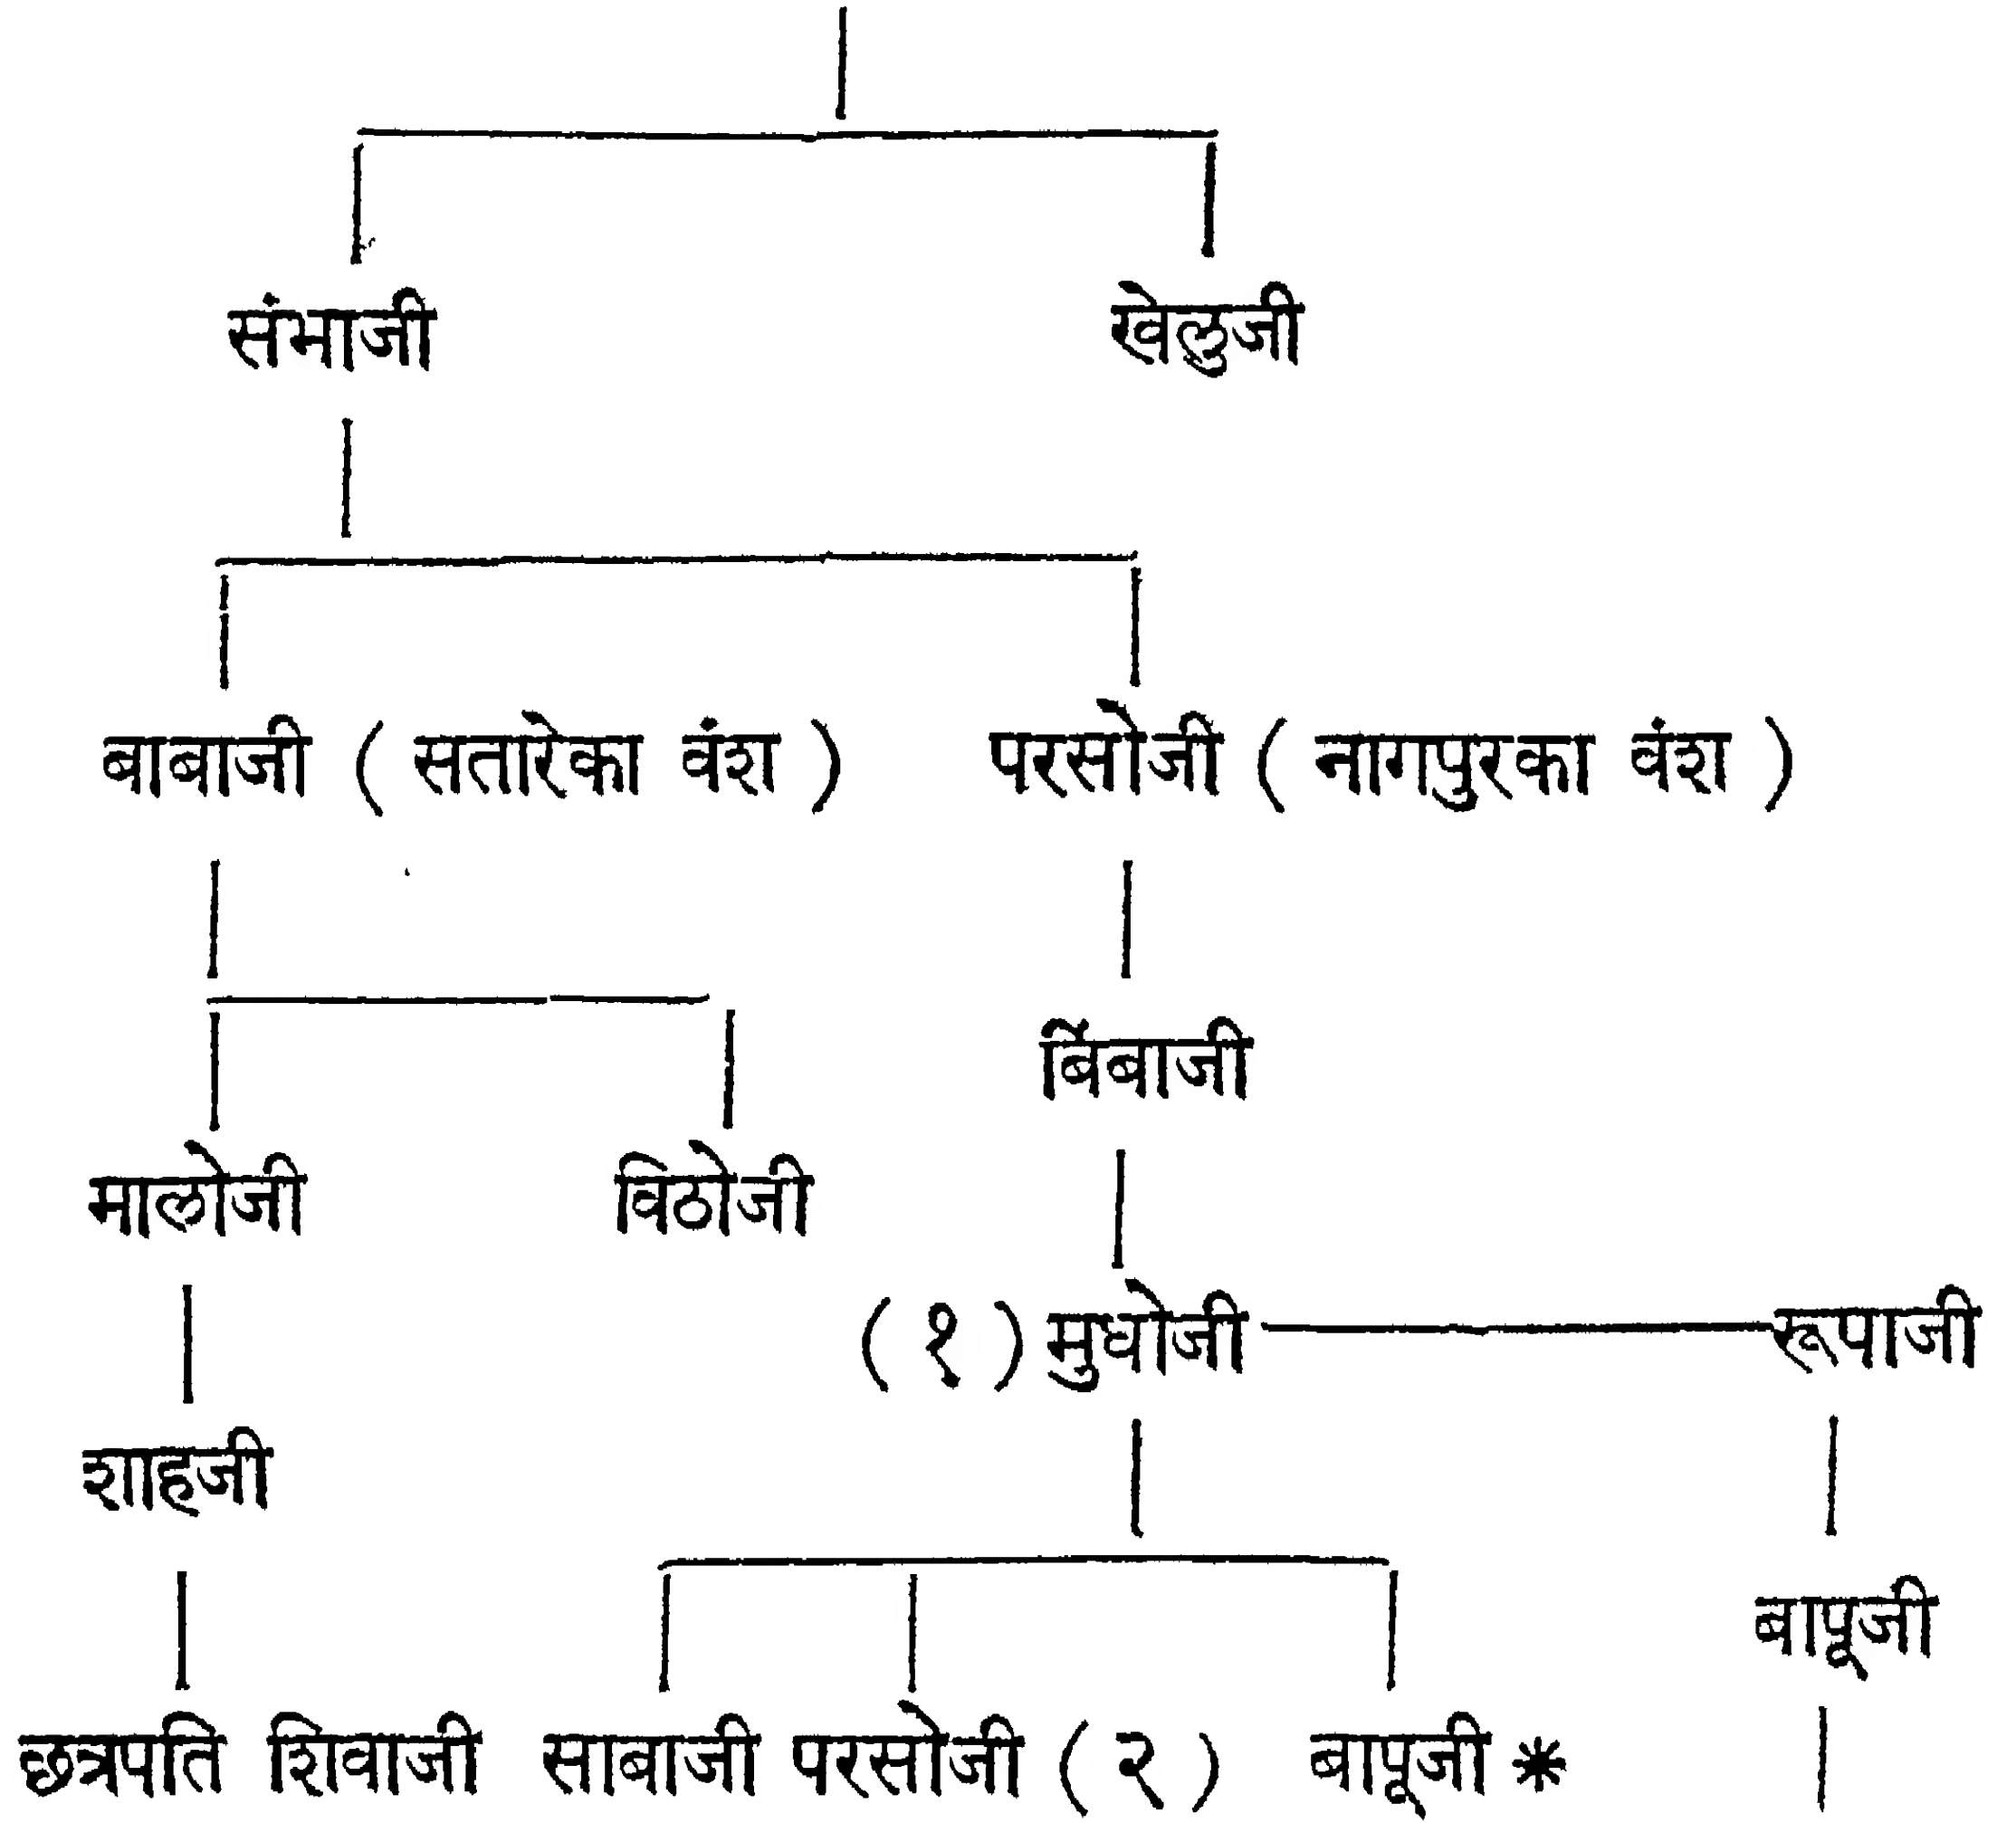 संभाजी खेलुजी
बाबाजी ( सतारेका वंश ) परसोजी ( नागपुरका वंश )
बिंबाजी
मालोजी विठोजी
( १ ) मुधोजी रूपाजी
शाहजी
बापूजी
छत्रपति शिवाजी साबाजी परसोजी ( २ ) बापूजी *